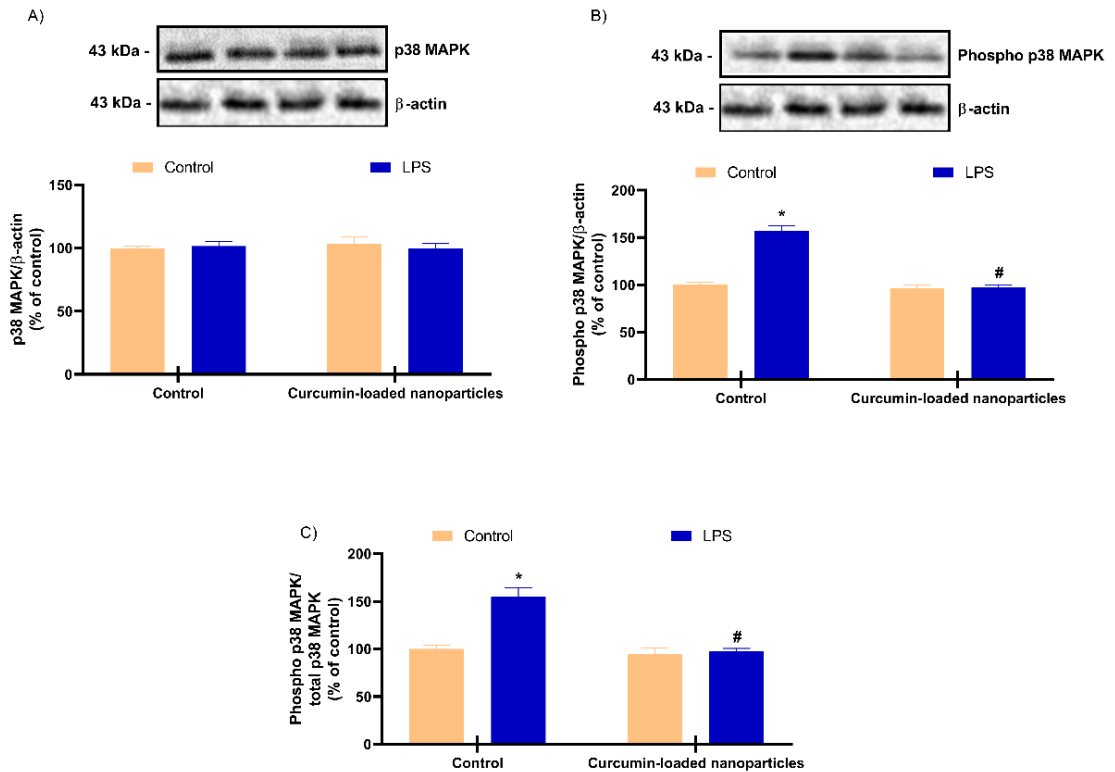 A)
43 kDa - p38 MAPK
43 kDa - β-actin
Control LPS
p38 MAPK/β-actin
(% of control)
150
100
50
0
Control Curcumin-loaded nanoparticles
B)
43 kDa - Phospho p38 MAPK
43 kDa - β-actin
Control LPS
Phospho p38 MAPK/β-actin
(% of control)
200
150
100
50
0
*
#
Control Curcumin-loaded nanoparticles
C)
Control LPS
Phospho p38 MAPK/
total p38 MAPK
(% of control)
200
150
100
50
0
*
#
Control Curcumin-loaded nanoparticles